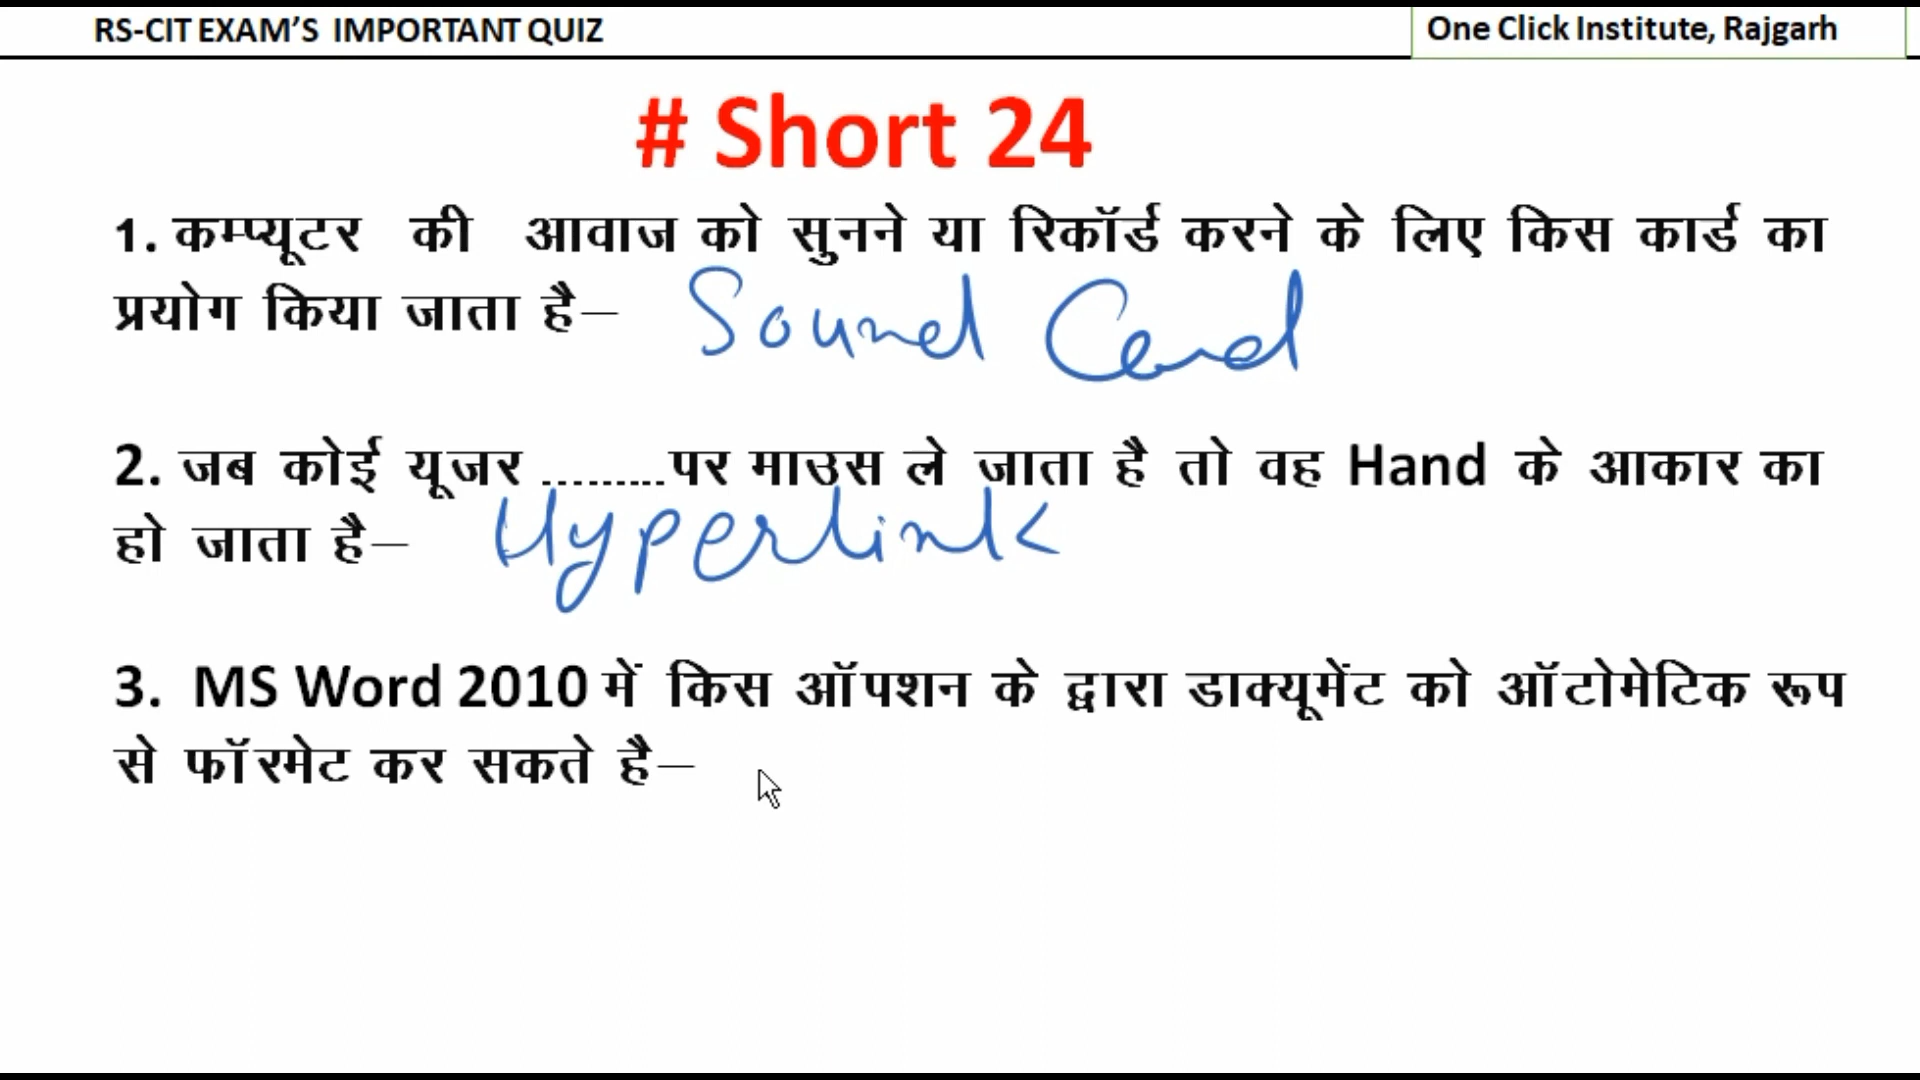 RS-CIT EXAM’S IMPORTANT QUIZ
One Click Institute, Rajgarh
# Short 24
1. कम्प्यूटर की आवाज को सुनने या रिकॉर्ड करने के लिए किस कार्ड का
प्रयोग किया जाता है– Sound Card
2. जब कोई यूजर .........पर माउस ले जाता है तो वह Hand के आकार का
हो जाता है– Hyperlink
3. MS Word 2010 में किस ऑपशन के द्वारा डाक्यूमेंट को ऑटोमेटिक रूप
से फॉरमेट कर सकते है–